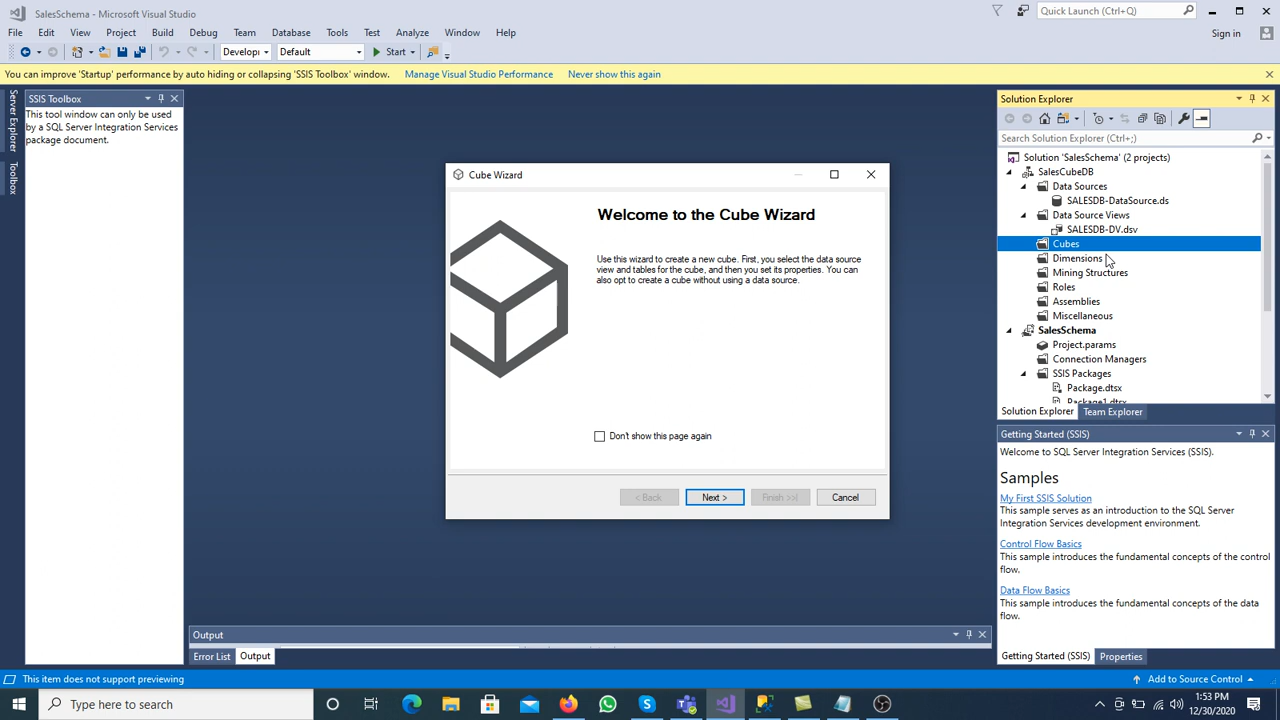 SalesSchema - Microsoft Visual Studio
Quick Launch (Ctrl+Q)
File Edit View Project Build Debug Team Database Tools Test Analyze Window Help
Sign in
Developi Default Start
You can improve 'Startup' performance by auto hiding or collapsing 'SSIS Toolbox' window. Manage Visual Studio Performance Never show this again
Server Explorer
Toolbox
SSIS Toolbox
This tool window can only be used
by a SQL Server Integration Services
package document.
Cube Wizard
Welcome to the Cube Wizard
Use this wizard to create a new cube. First, you select the data source
view and tables for the cube, and then you set its properties. You can
also opt to create a cube without using a data source.
Don't show this page again
< Back Next > Finish >>| Cancel
Solution Explorer
Search Solution Explorer (Ctrl+;)
Solution 'SalesSchema' (2 projects)
SalesCubeDB
Data Sources
SALESDB-DataSource.ds
Data Source Views
SALESDB-DV.dsv
Cubes
Dimensions
Mining Structures
Roles
Assemblies
Miscellaneous
SalesSchema
Project.params
Connection Managers
SSIS Packages
Package.dtsx
Package1.dtsx
Solution Explorer Team Explorer
Getting Started (SSIS)
Welcome to SQL Server Integration Services (SSIS).
Samples
My First SSIS Solution
This sample serves as an introduction to the SQL Server
Integration Services development environment.
Control Flow Basics
This sample introduces the fundamental concepts of the control
flow.
Data Flow Basics
This sample introduces the fundamental concepts of the data
flow.
Getting Started (SSIS) Properties
Output
Error List Output
This item does not support previewing
Add to Source Control
Type here to search
1:53 PM
12/30/2020